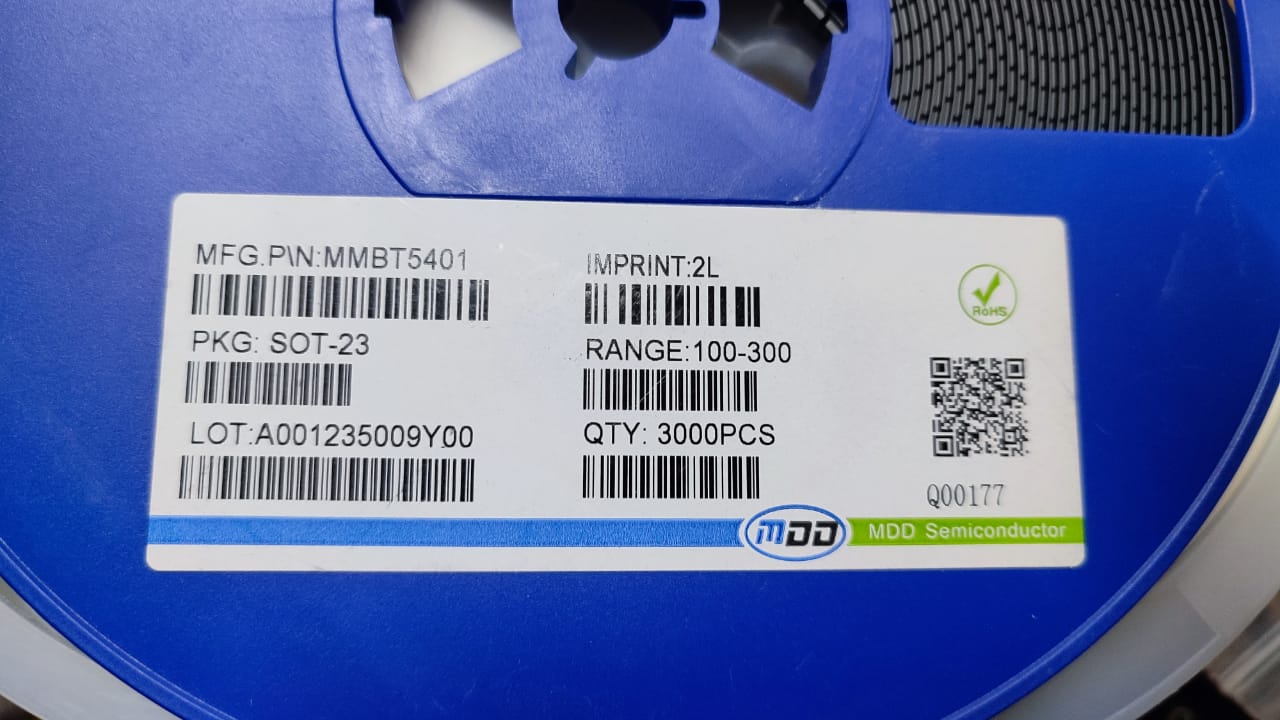 MFG.P\N:MMBT5401
PKG: SOT-23
LOT:A001235009Y00
IMPRINT:2L
RANGE:100-300
QTY: 3000PCS
RoHS
Q00177
MDD
MDD Semiconductor